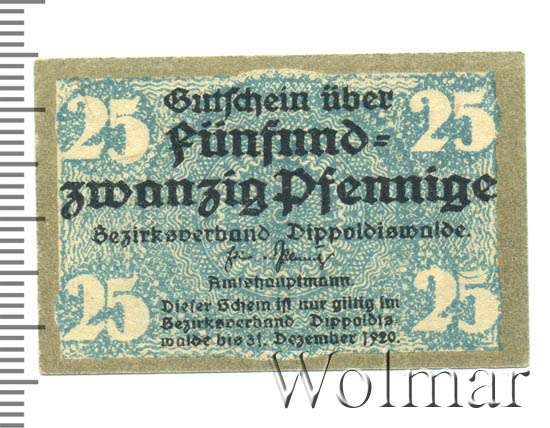 25 25
Gutschein über
Fünfund-
zwanzig Pfennige
Bezirksverband Dippoldiswalde.
Amtshauptmann
25 25
Dieser Schein ist nur giltig im
Bezirksverband Dippoldis-
walde bis 31. Dezember 1920.
Wolmar